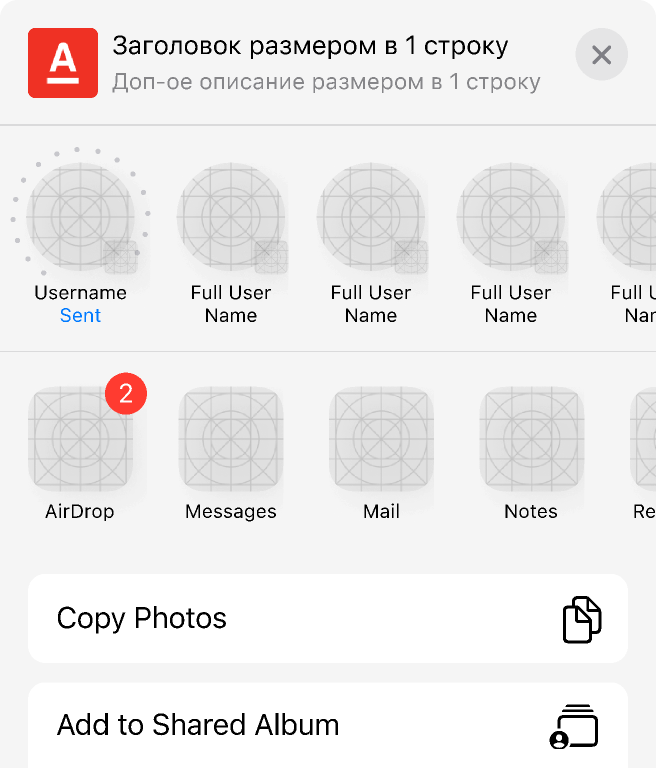 А
Заголовок размером в 1 строку
Доп-ое описание размером в 1 строку
Username
Sent
Full User
Name
Full User
Name
Full User
Name
Full U
Nar
2
AirDrop
Messages
Mail
Notes
Re
Copy Photos
Add to Shared Album